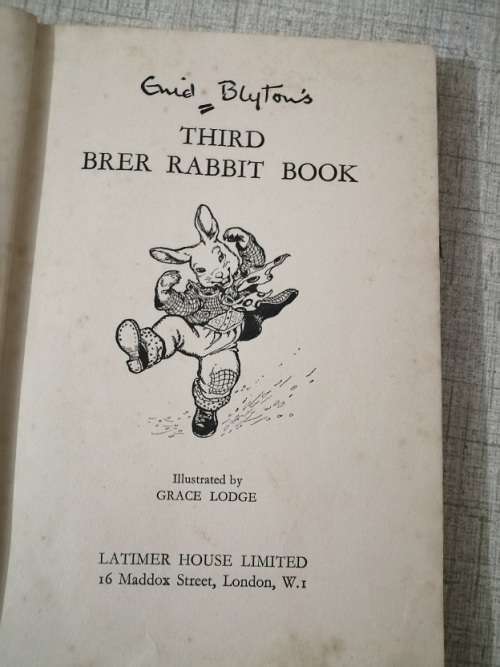 Enid Blyton's
THIRD
BRER RABBIT BOOK
Illustrated by
GRACE LODGE
LATIMER HOUSE LIMITED
16 Maddox Street, London, W.1